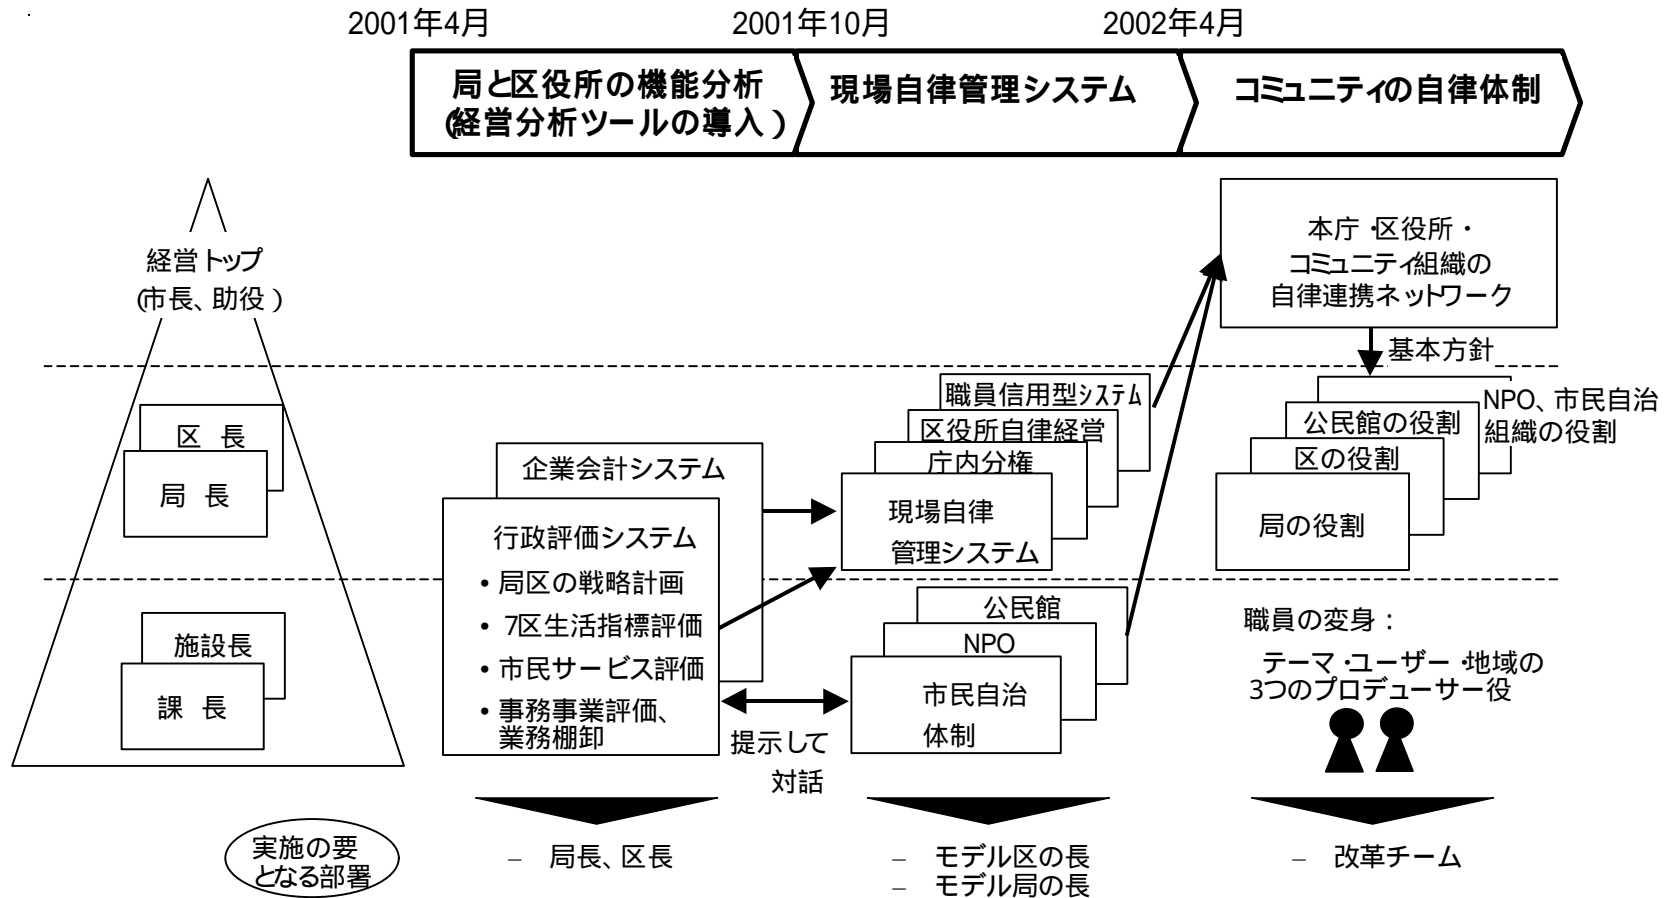 2001年4月
2001年10月
2002年4月
局と区役所の機能分析
(経営分析ツールの導入)
現場自律管理システム
コミュニティの自律体制
経営トップ
(市長、助役)
区 長
局 長
施設長
課 長
企業会計システム
行政評価システム
・局区の戦略計画
・7区生活指標評価
・市民サービス評価
・事務事業評価、
業務棚卸
提示して
対話
職員信用型システム
区役所自律経営
庁内分権
現場自律
管理システム
公民館
NPO
市民自治
体制
本庁・区役所・
コミュニティ組織の
自律連携ネットワーク
基本方針
NPO、市民自治
組織の役割
公民館の役割
区の役割
局の役割
職員の変身:
テーマ・ユーザー・地域の
3つのプロデューサー役
実施の要
となる部署
– 局長、区長
– モデル区の長
– モデル局の長
– 改革チーム